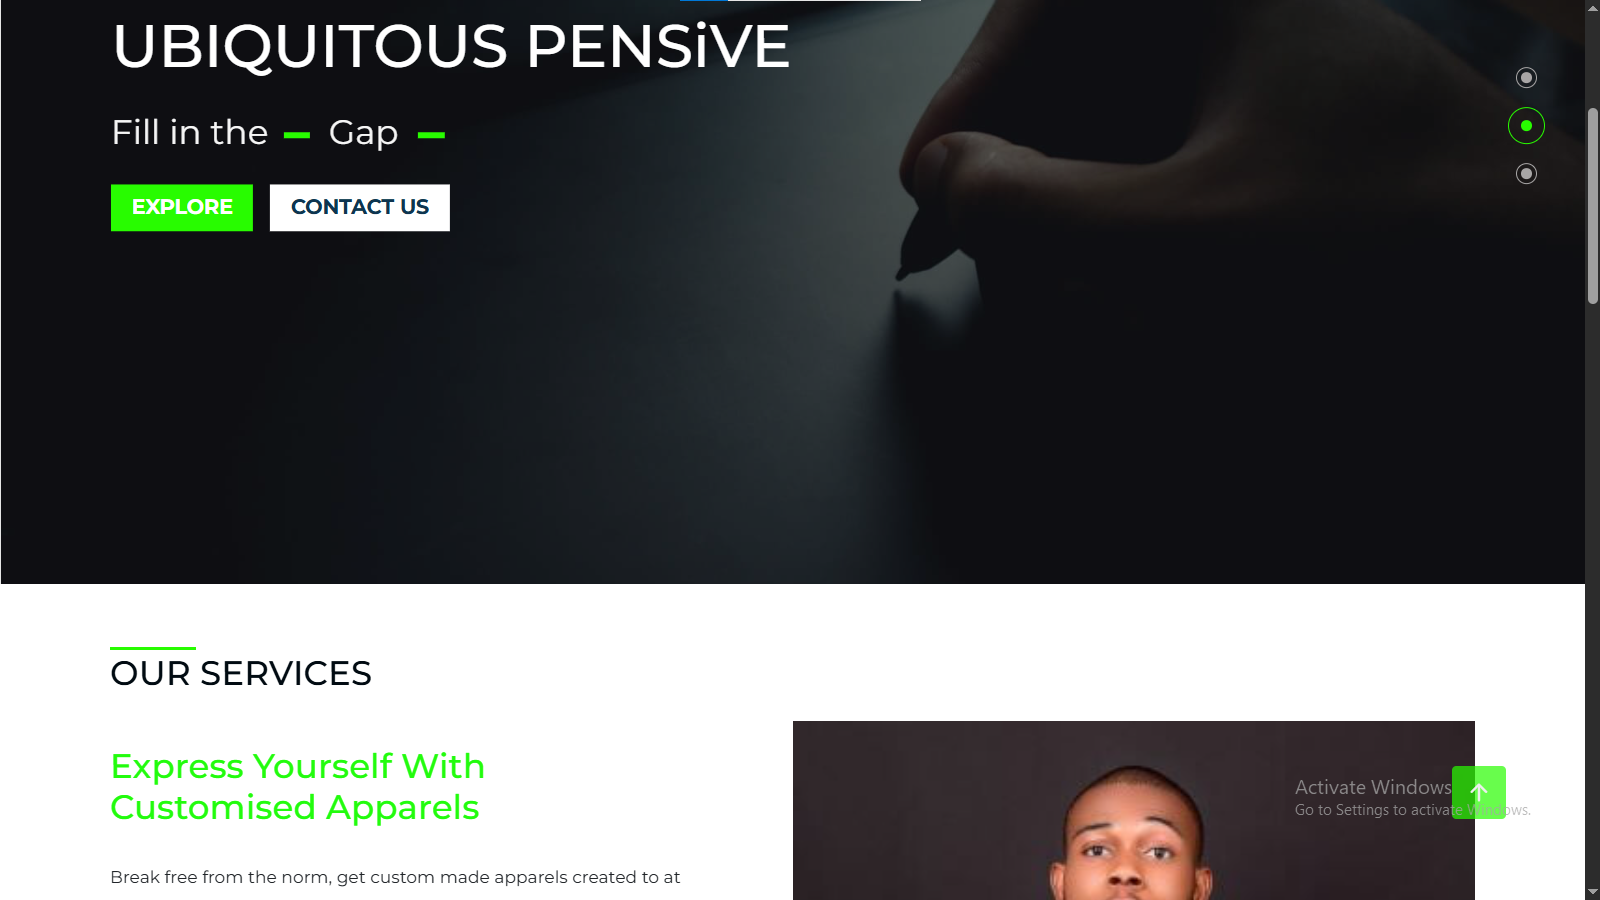 UBIQUITOUS PENSiVE
Fill in the – Gap –
EXPLORE
CONTACT US
OUR SERVICES
Express Yourself With
Customised Apparels
Break free from the norm, get custom made apparels created to at
Activate Windows
Go to Settings to activate Windows.